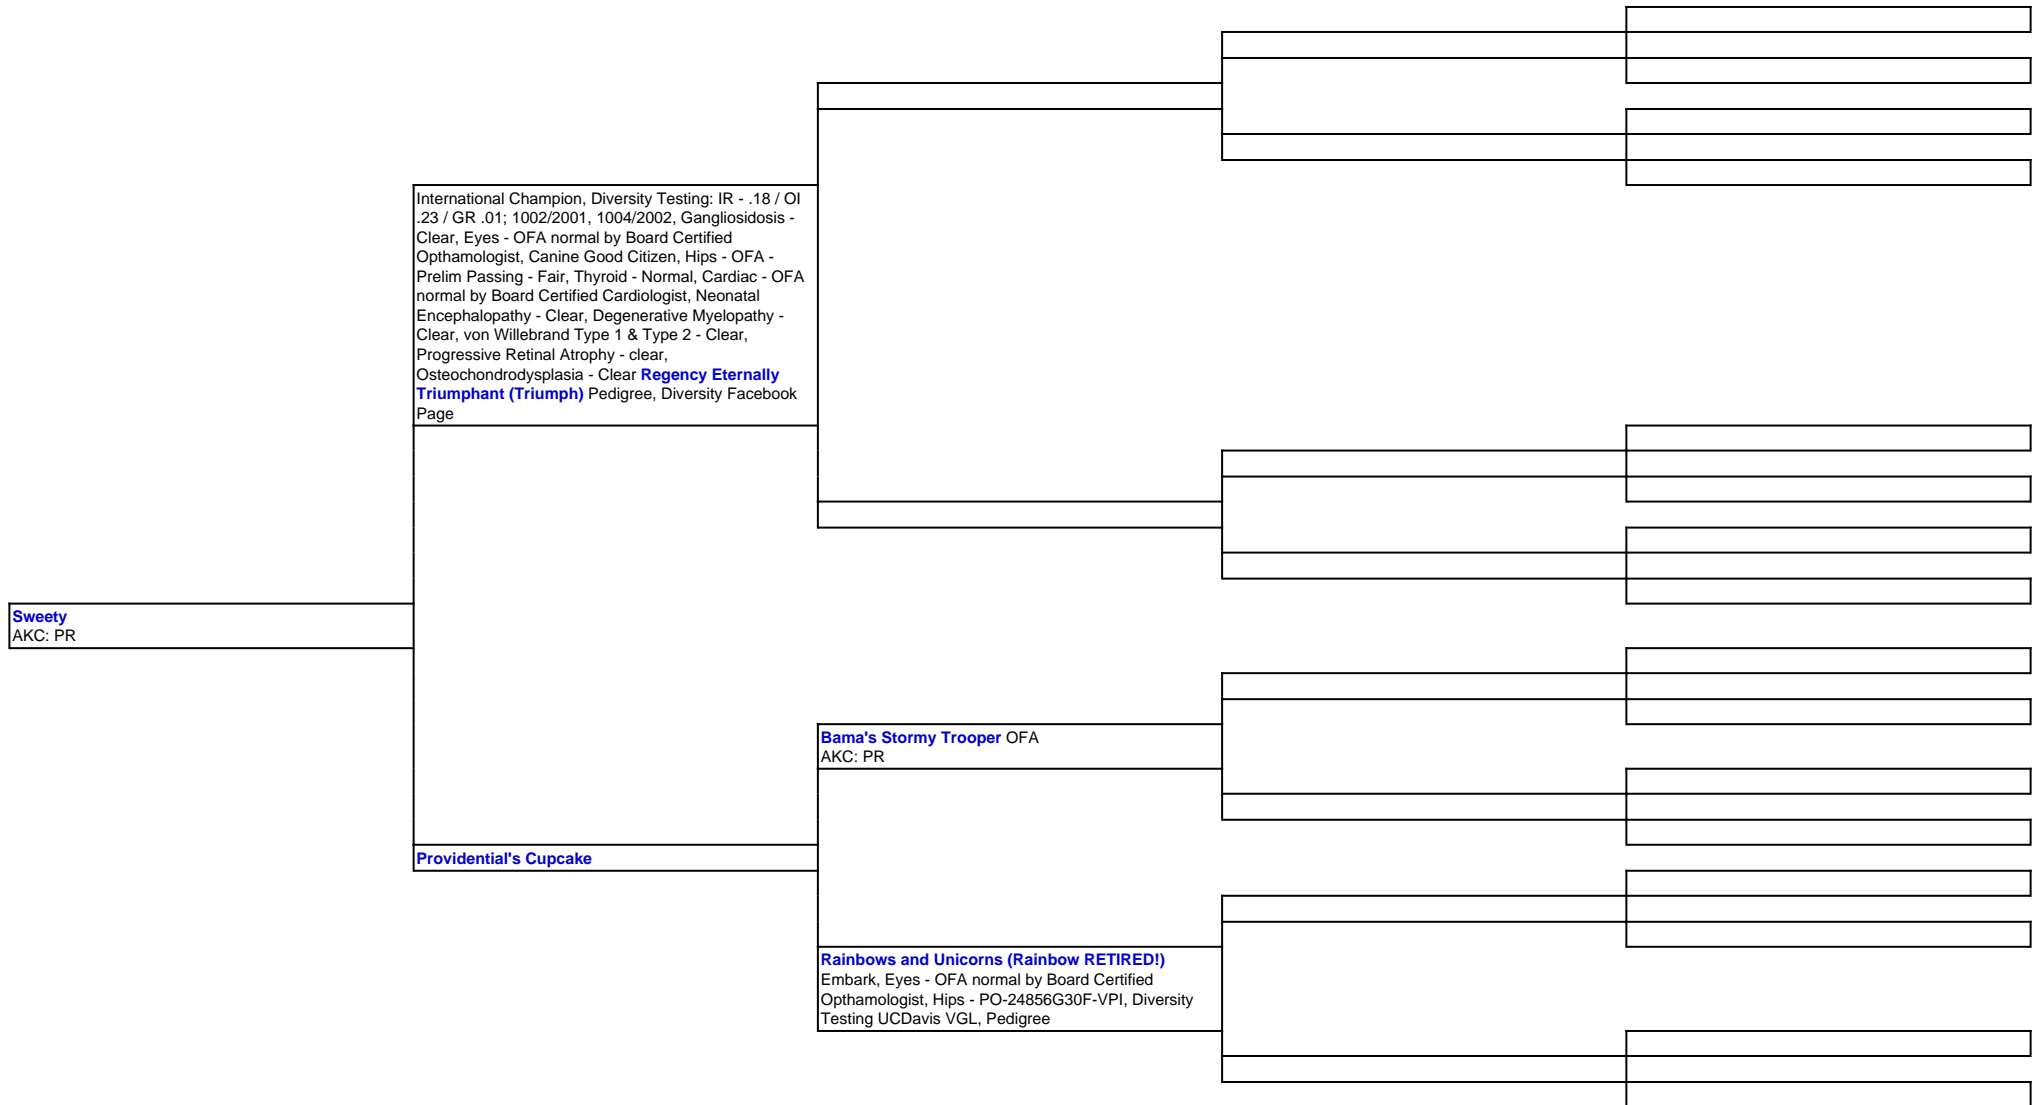 International Champion, Diversity Testing: IR - .18 / OI
.23 / GR .01; 1002/2001, 1004/2002, Gangliosidosis -
Clear, Eyes - OFA normal by Board Certified
Opthamologist, Canine Good Citizen, Hips - OFA -
Prelim Passing - Fair, Thyroid - Normal, Cardiac - OFA
normal by Board Certified Cardiologist, Neonatal
Encephalopathy - Clear, Degenerative Myelopathy -
Clear, von Willebrand Type 1 & Type 2 - Clear,
Progressive Retinal Atrophy - clear,
Osteochondrodysplasia - Clear Regency Eternally
Triumphant (Triumph) Pedigree, Diversity Facebook
Page
Sweety
AKC: PR
Bama's Stormy Trooper OFA
AKC: PR
Providential's Cupcake
Rainbows and Unicorns (Rainbow RETIRED!)
Embark, Eyes - OFA normal by Board Certified
Opthamologist, Hips - PO-24856G30F-VPI, Diversity
Testing UCDavis VGL, Pedigree